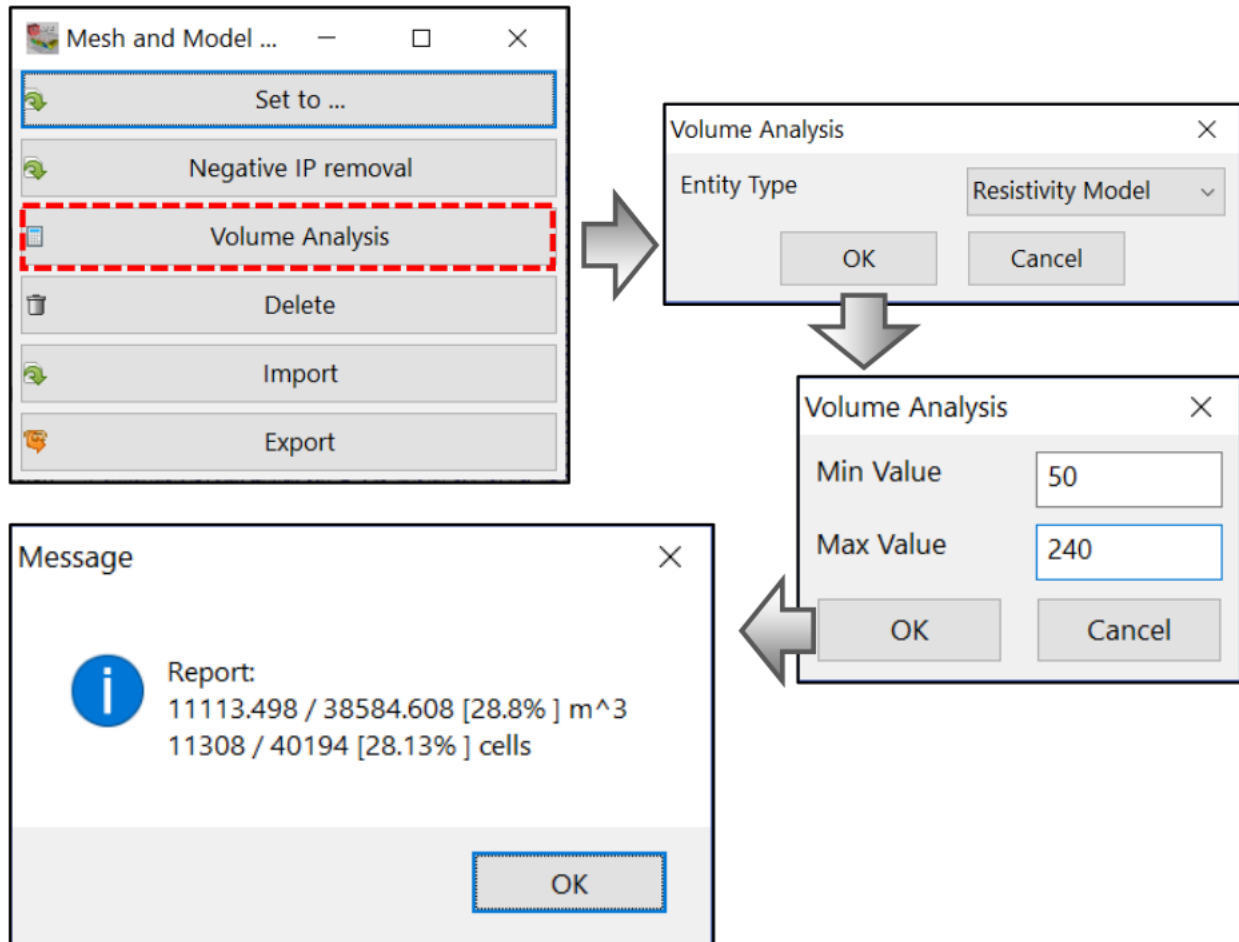 Mesh and Model ...
Set to ...
Negative IP removal
Volume Analysis
Delete
Import
Export
Volume Analysis
Entity Type
Resistivity Model
OK
Cancel
Volume Analysis
Min Value
50
Max Value
240
OK
Cancel
Message
Report:
11113.498 / 38584.608 [28.8% ] m^3
11308 / 40194 [28.13% ] cells
OK